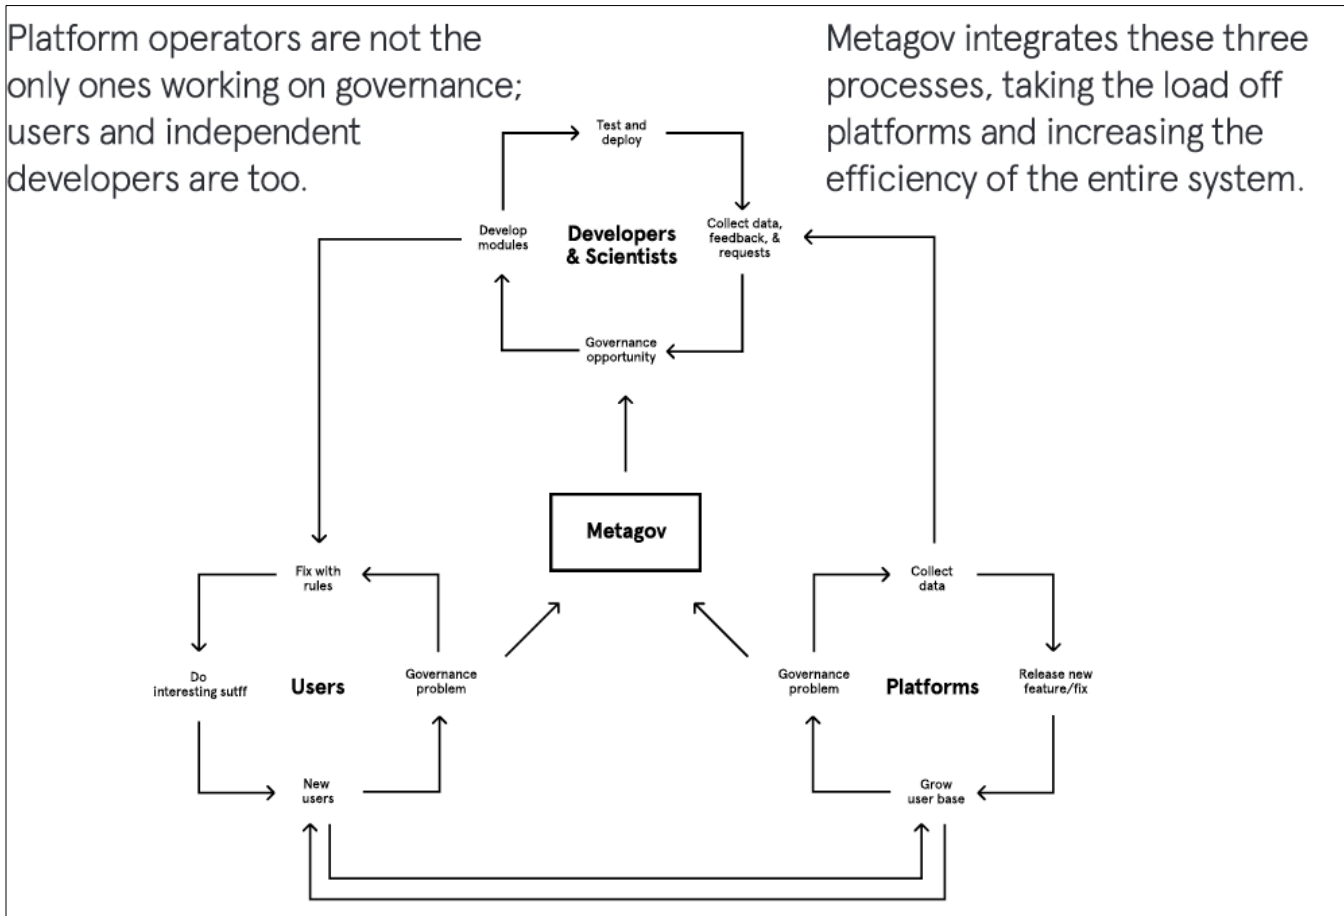 Platform operators are not the
only ones working on governance;
users and independent
developers are too.
Metagov integrates these three
processes, taking the load off
platforms and increasing the
efficiency of the entire system.
Test and
deploy
Develop
modules
Developers
& Scientists
Collect data,
feedback, &
requests
Governance
opportunity
Metagov
Fix with
rules
Do
interesting sutff
Users
Governance
problem
New
users
Collect
data
Governance
problem
Platforms
Release new
feature/fix
Grow
user base